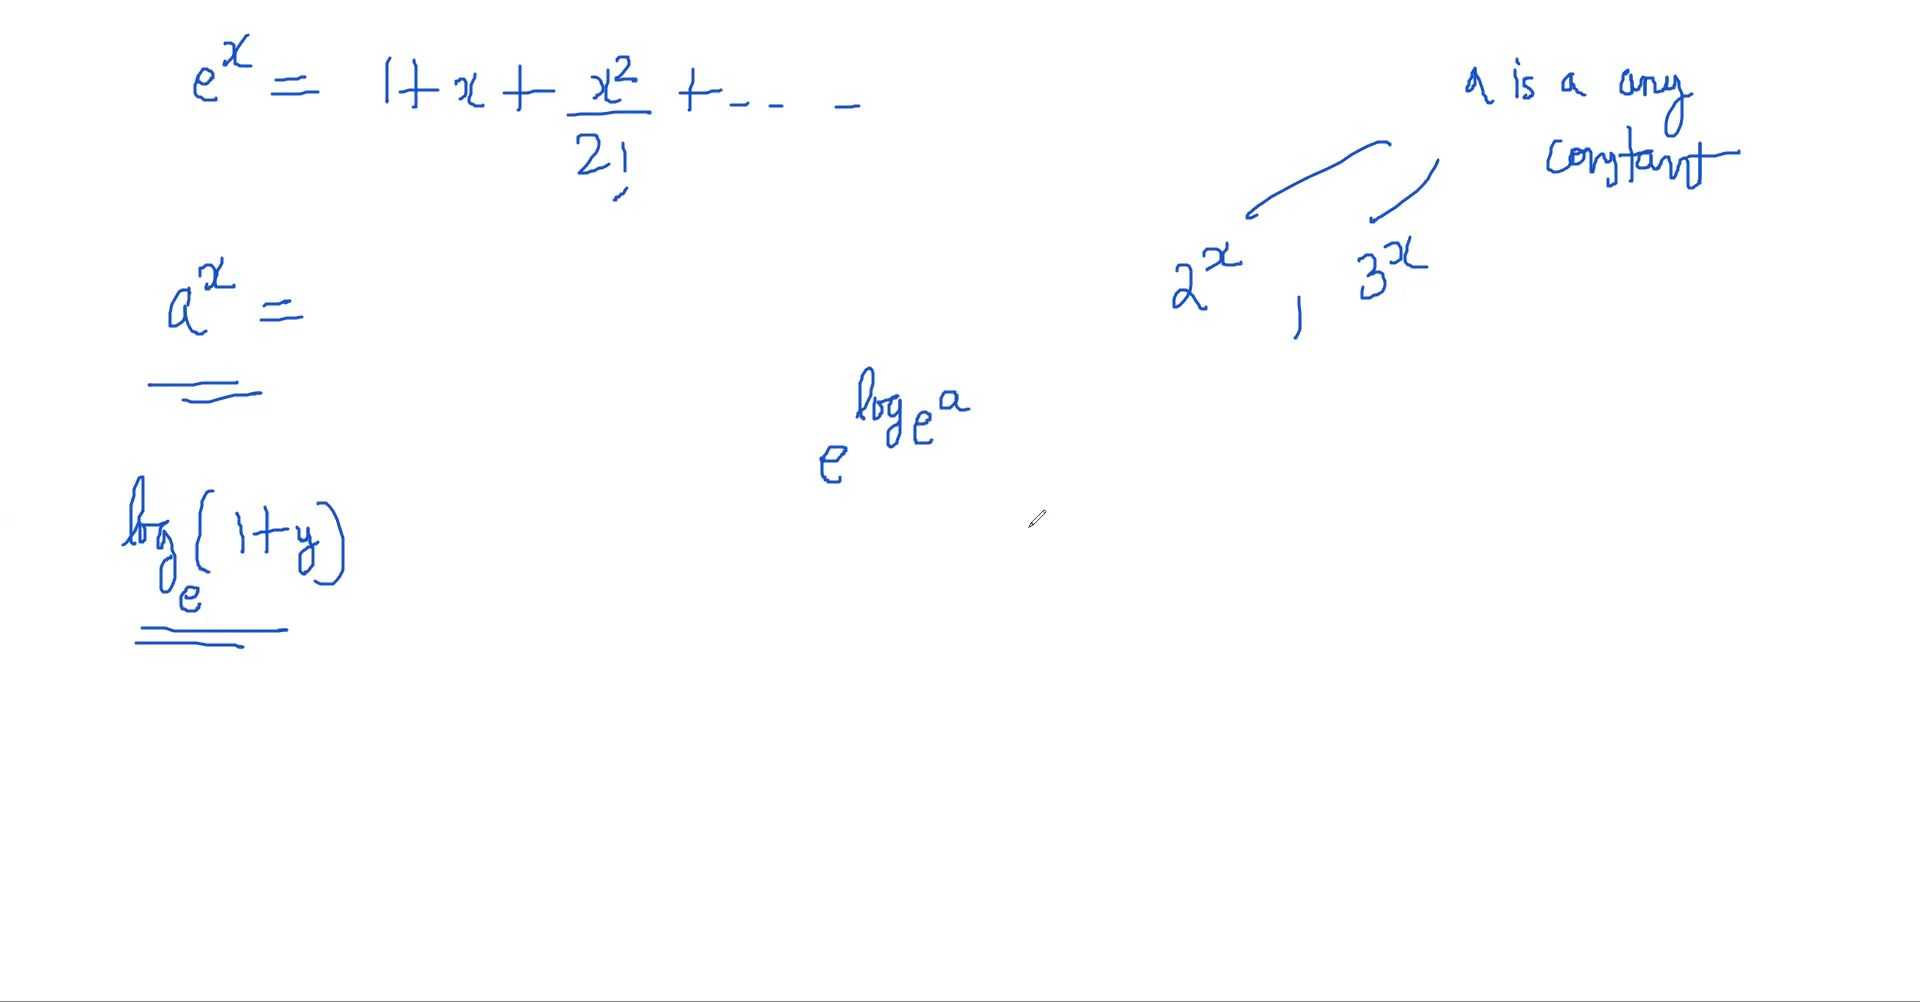 e^x = 1 + x + x^2/2! + -- -
a is a any
constant
2^x , 3^x
a^x =
e^{log_e a}
log_e (1+y)